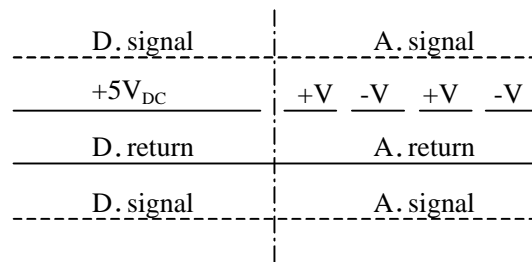 D. signal A. signal
+5V_DC +V -V +V -V
D. return A. return
D. signal A. signal